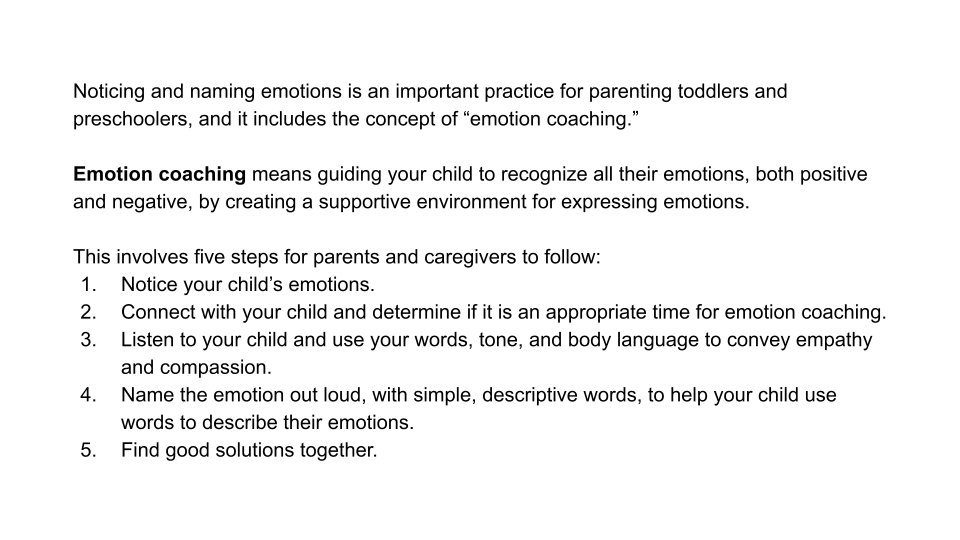 Noticing and naming emotions is an important practice for parenting toddlers and
preschoolers, and it includes the concept of “emotion coaching.”
Emotion coaching means guiding your child to recognize all their emotions, both positive
and negative, by creating a supportive environment for expressing emotions.
This involves five steps for parents and caregivers to follow:
1. Notice your child’s emotions.
2. Connect with your child and determine if it is an appropriate time for emotion coaching.
3. Listen to your child and use your words, tone, and body language to convey empathy
and compassion.
4. Name the emotion out loud, with simple, descriptive words, to help your child use
words to describe their emotions.
5. Find good solutions together.